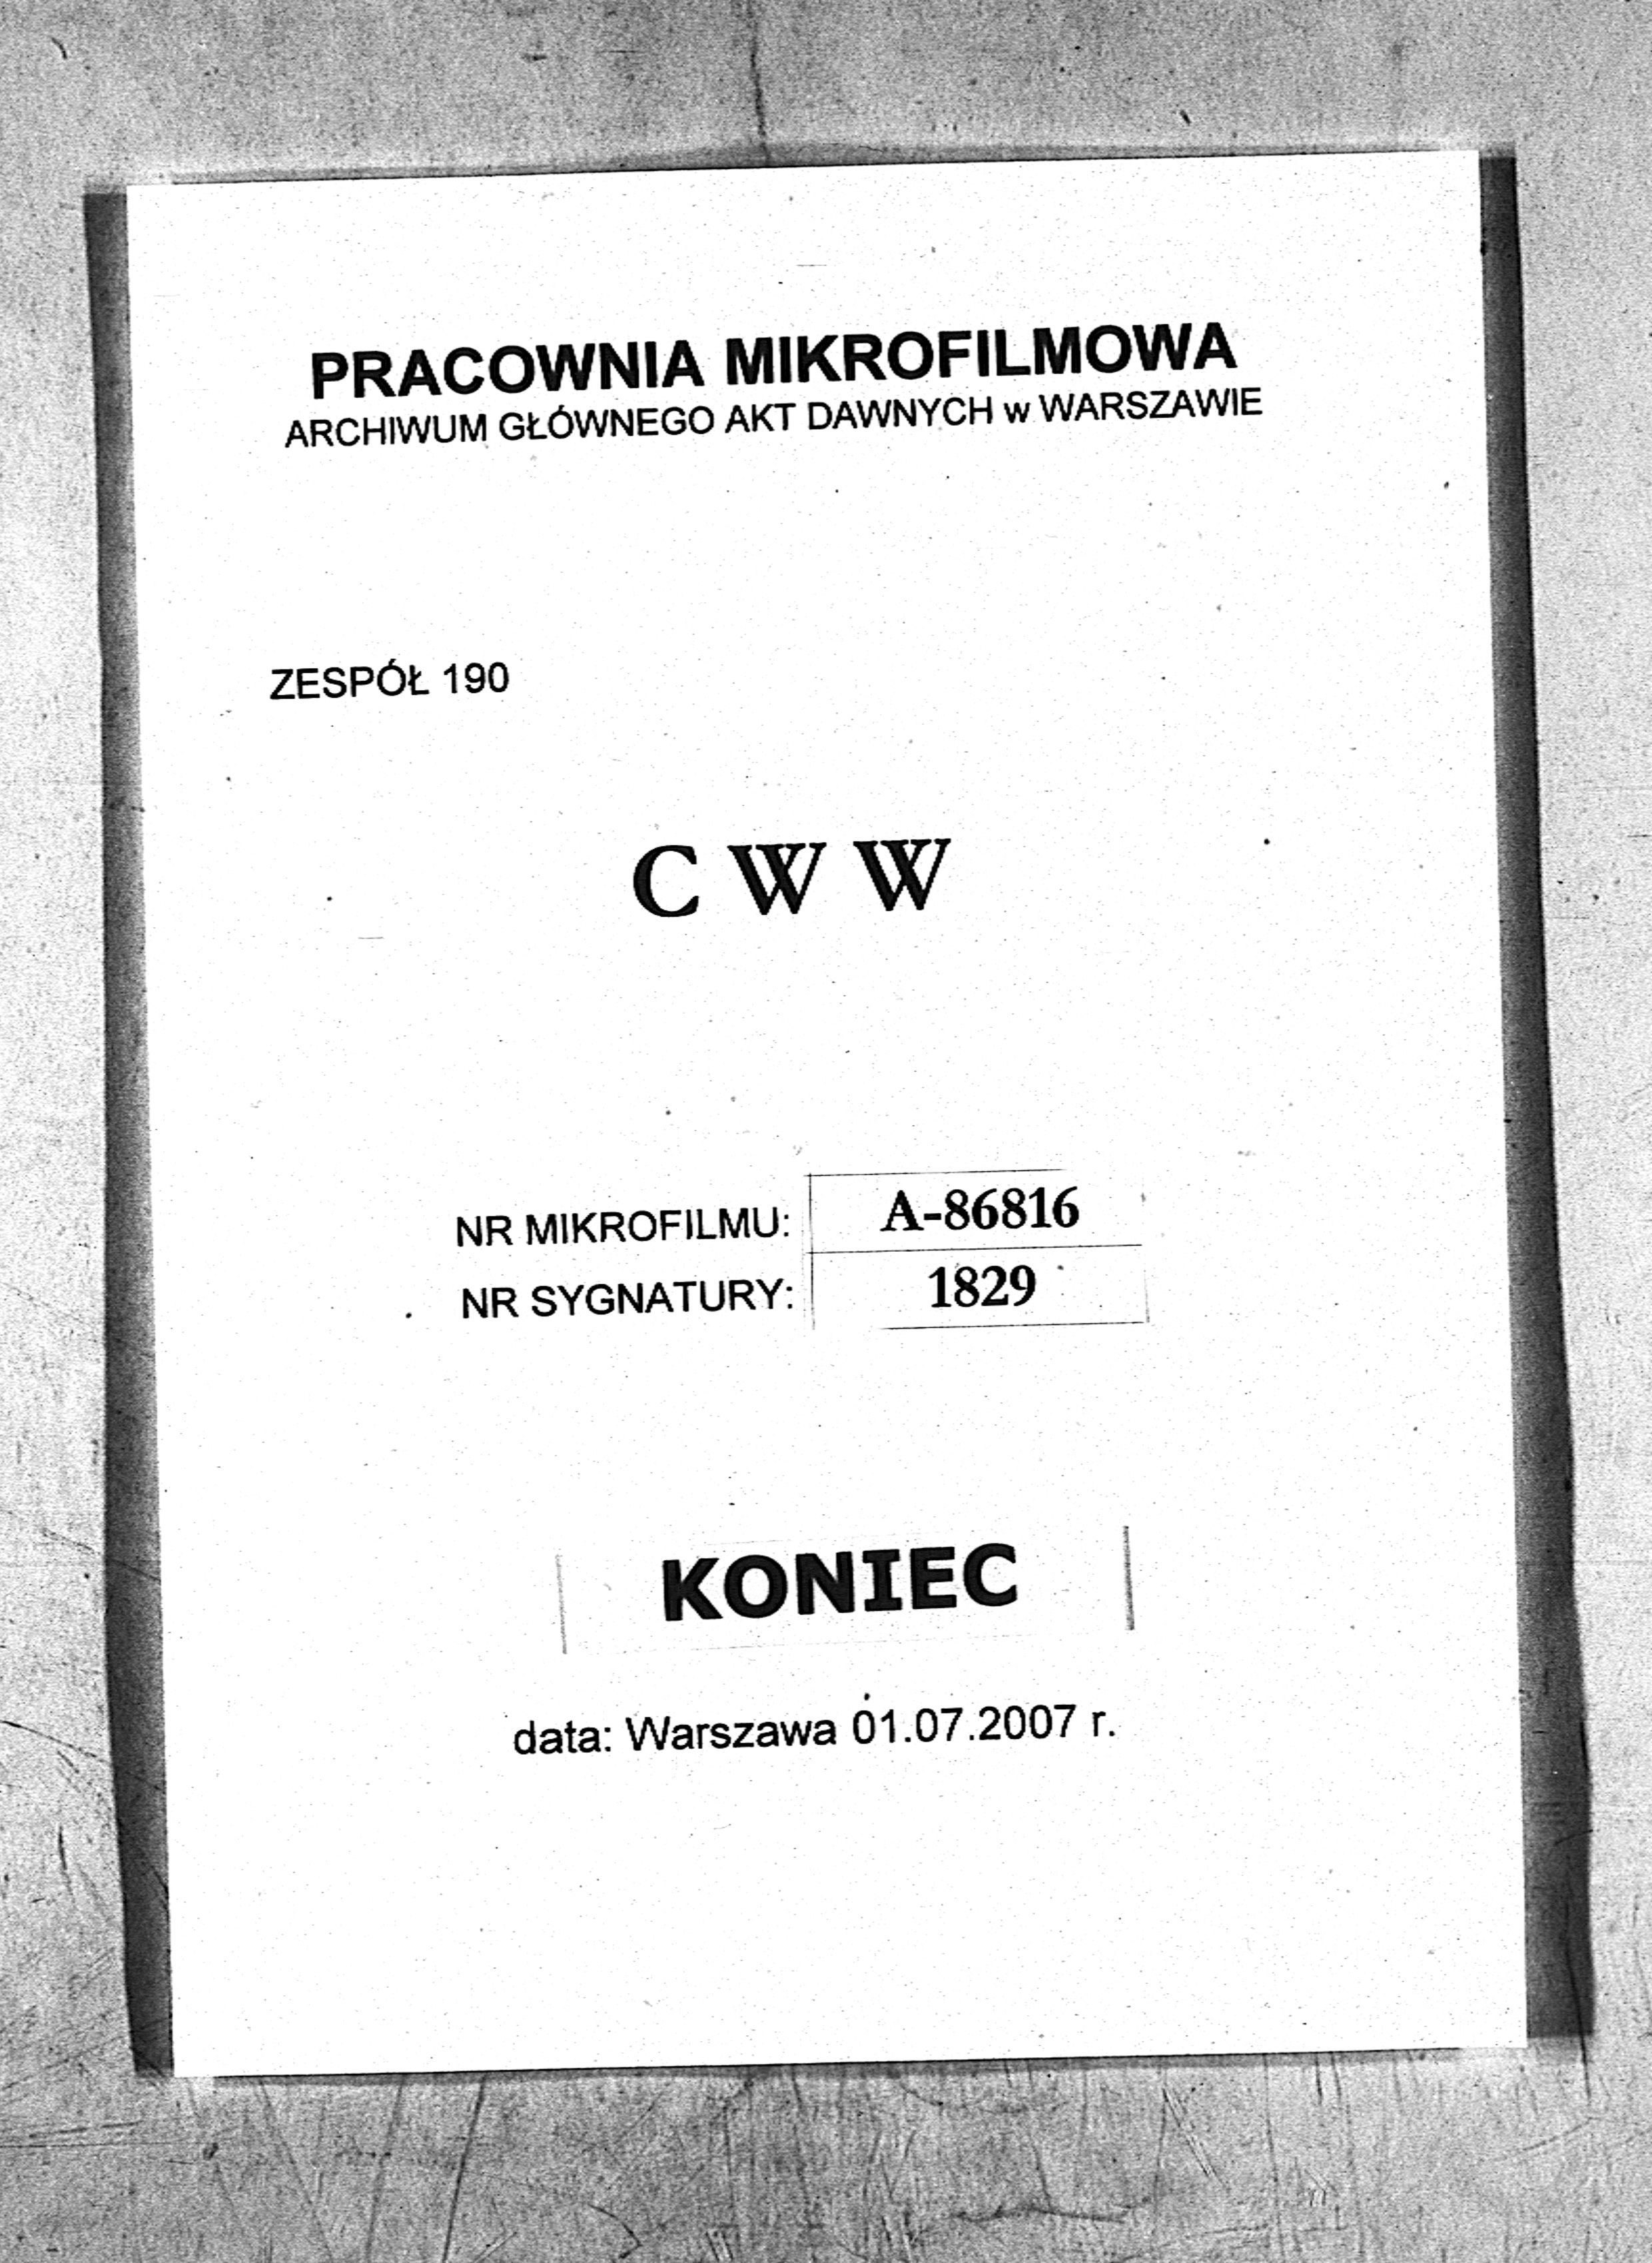 PRACOWNIA MIKROFILMOWA
ARCHIWUM GŁÓWNEGO AKT DAWNYCH w WARSZAWIE
ZESPÓŁ 190
C W W
NR MIKROFILMU: A-86816
NR SYGNATURY: 1829
KONIEC
data: Warszawa 01.07.2007 r.